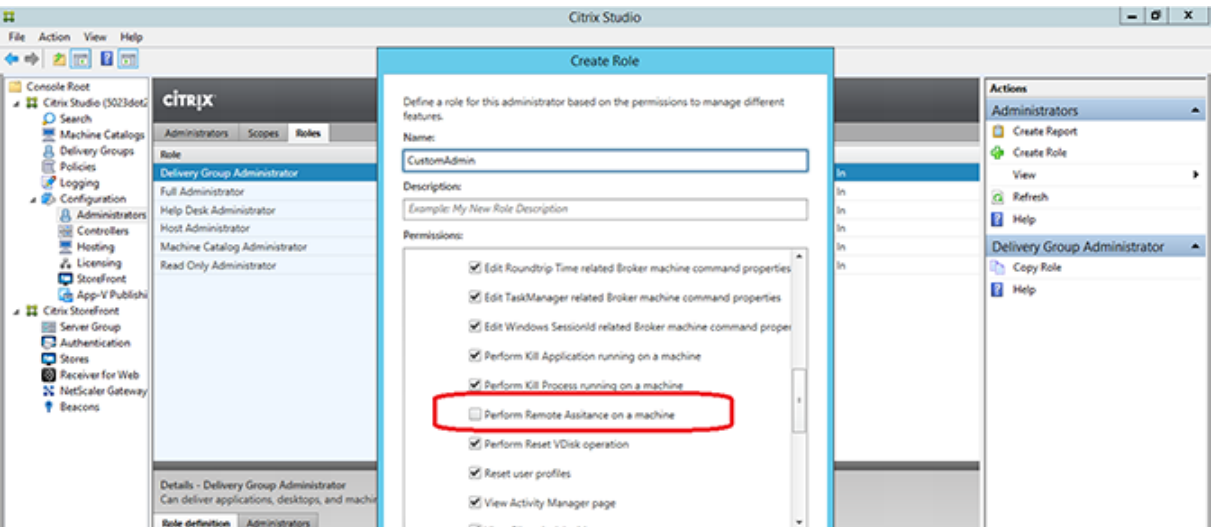 Citrix Studio
File Action View Help
Console Root
Citrix Studio (5023dot2
Search
Machine Catalogs
Delivery Groups
Policies
Logging
Configuration
Administrators
Controllers
Hosting
Licensing
StoreFront
App-V Publishi
Citrix StoreFront
Server Group
Authentication
Stores
Receiver for Web
NetScaler Gateway
Beacons
CITRIX
Administrators Scopes Roles
Role
Delivery Group Administrator
Full Administrator
Help Desk Administrator
Host Administrator
Machine Catalog Administrator
Read Only Administrator
Details - Delivery Group Administrator
Can deliver applications, desktops, and machin
Role definition Administrators
Create Role
Define a role for this administrator based on the permissions to manage different
features.
Name:
CustomAdmin
Description:
Example: My New Role Description
Permissions:
Edit Roundtrip Time related Broker machine command properties
Edit TaskManager related Broker machine command properties
Edit Windows SessionId related Broker machine command proper
Perform Kill Application running on a machine
Perform Kill Process running on a machine
Perform Remote Assitance on a machine
Perform Reset VDisk operation
Reset user profiles
View Activity Manager page
In
In
In
In
In
In
Actions
Administrators
Create Report
Create Role
View
Refresh
Help
Delivery Group Administrator
Copy Role
Help